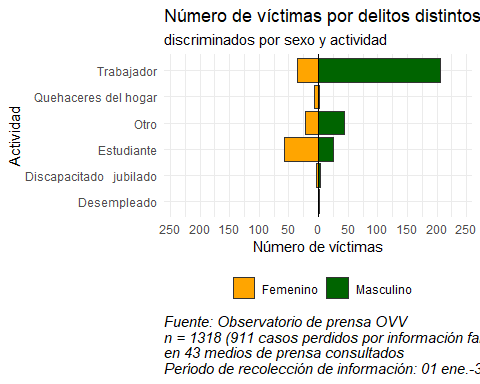 Número de víctimas por delitos distintos
discriminados por sexo y actividad
Actividad
Trabajador
Quehaceres del hogar
Otro
Estudiante
Discapacitado jubilado
Desempleado
250 200 150 100 50 0 50 100 150 200 250
Número de víctimas
Femenino Masculino
Fuente: Observatorio de prensa OVV
n = 1318 (911 casos perdidos por información
en 43 medios de prensa consultados
Período de recolección de información: 01 ene.-